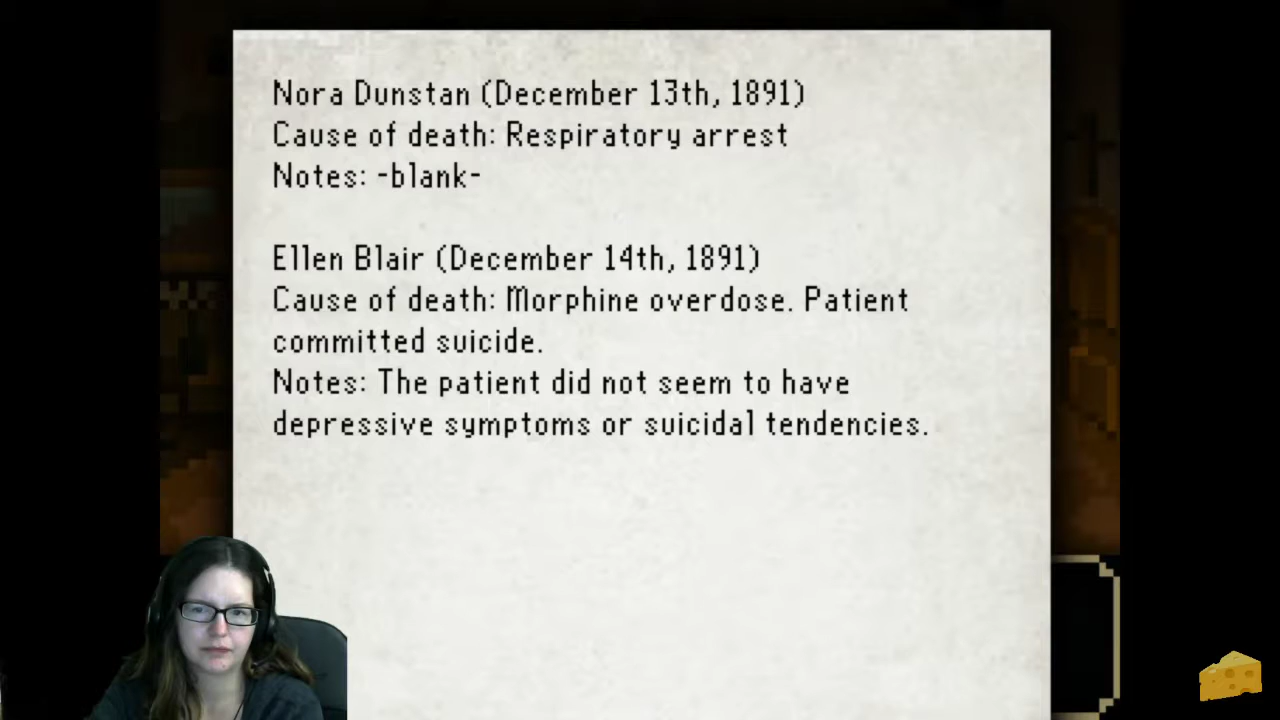 Nora Dunstan (December 13th, 1891)
Cause of death: Respiratory arrest
Notes: -blank-
Ellen Blair (December 14th, 1891)
Cause of death: Morphine overdose. Patient
committed suicide.
Notes: The patient did not seem to have
depressive symptoms or suicidal tendencies.